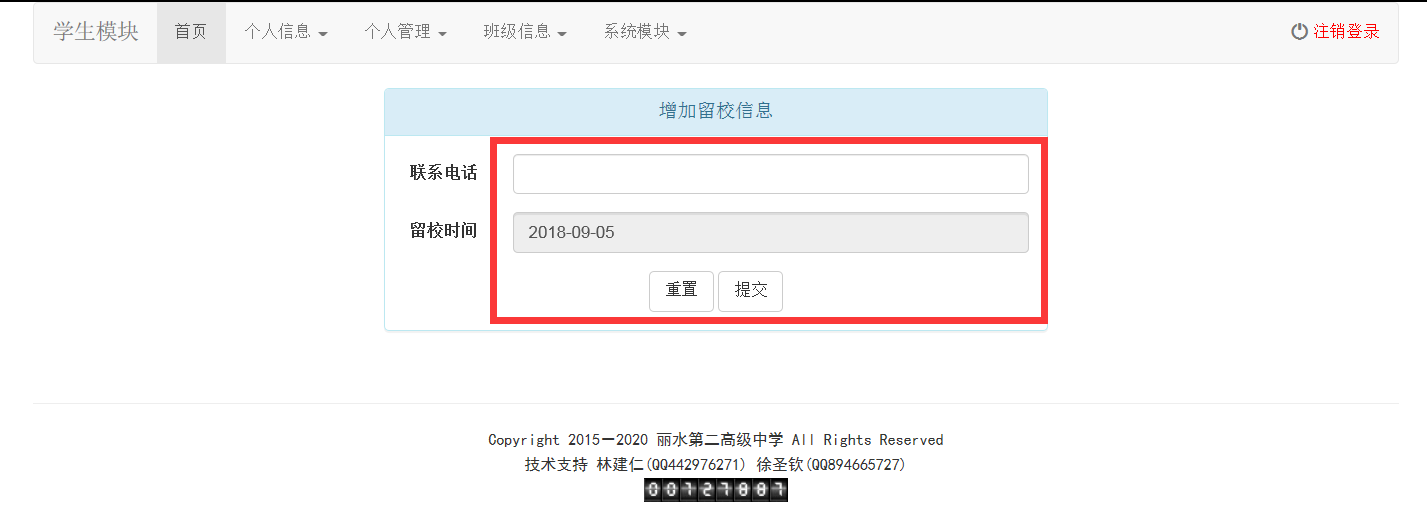 学生模块 首页 个人信息 个人管理 班级信息 系统模块 注销登录
增加留校信息
联系电话
留校时间 2018-09-05
重置 提交
Copyright 2015—2020 丽水第二高级中学 All Rights Reserved
技术支持 林建仁(QQ442976271) 徐圣钦(QQ894665727)
00727887